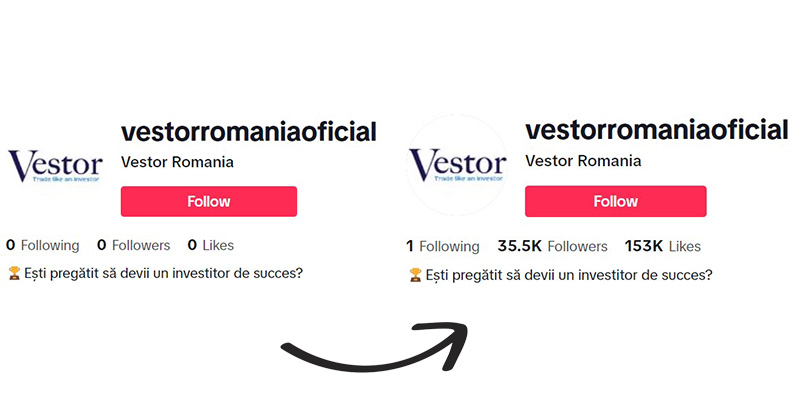 vestorromaniaoficial
Vestor
Trade like an investor
Vestor Romania
Follow
0 Following 0 Followers 0 Likes
🏆 Ești pregătit să devii un investitor de succes?
vestorromaniaoficial
Vestor
Trade like an investor
Vestor Romania
Follow
1 Following 35.5K Followers 153K Likes
🏆 Ești pregătit să devii un investitor de succes?